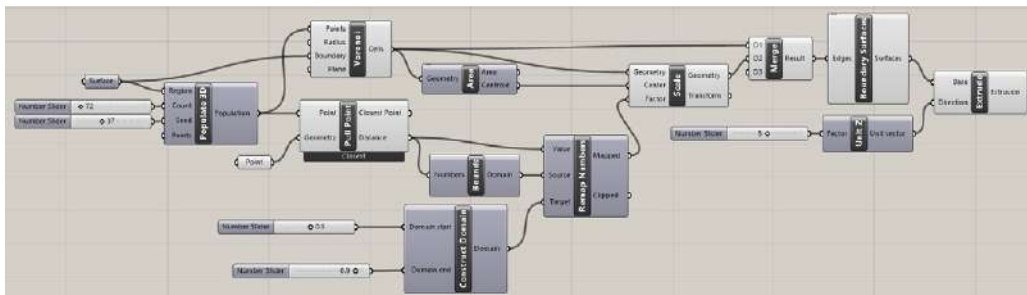 Surface
Number Slider 72
Number Slider 37
Region
Count
Seed
Points
Populate 3D
Population
Points
Radius
Boundary
Plane
Voronoi
Cells
Geometry
Area
Area
Centroid
Point
Geometry
Pull Point
Closest Point
Distance
Closest
Point
Numbers
Bounds
Domain
Number Slider
Number Slider 0.9
Domain start
Domain end
Construct Domain
Domain
Value
Source
Target
Remap Numbers
Mapped
Clipped
Geometry
Center
Factor
Scale
Geometry
Transform
D1
D2
D3
Merge
Result
Edges
Boundary Surfaces
Surfaces
Number Slider 5
Factor
Unit Z
Unit vector
Base
Direction
Extrude
Extrusion